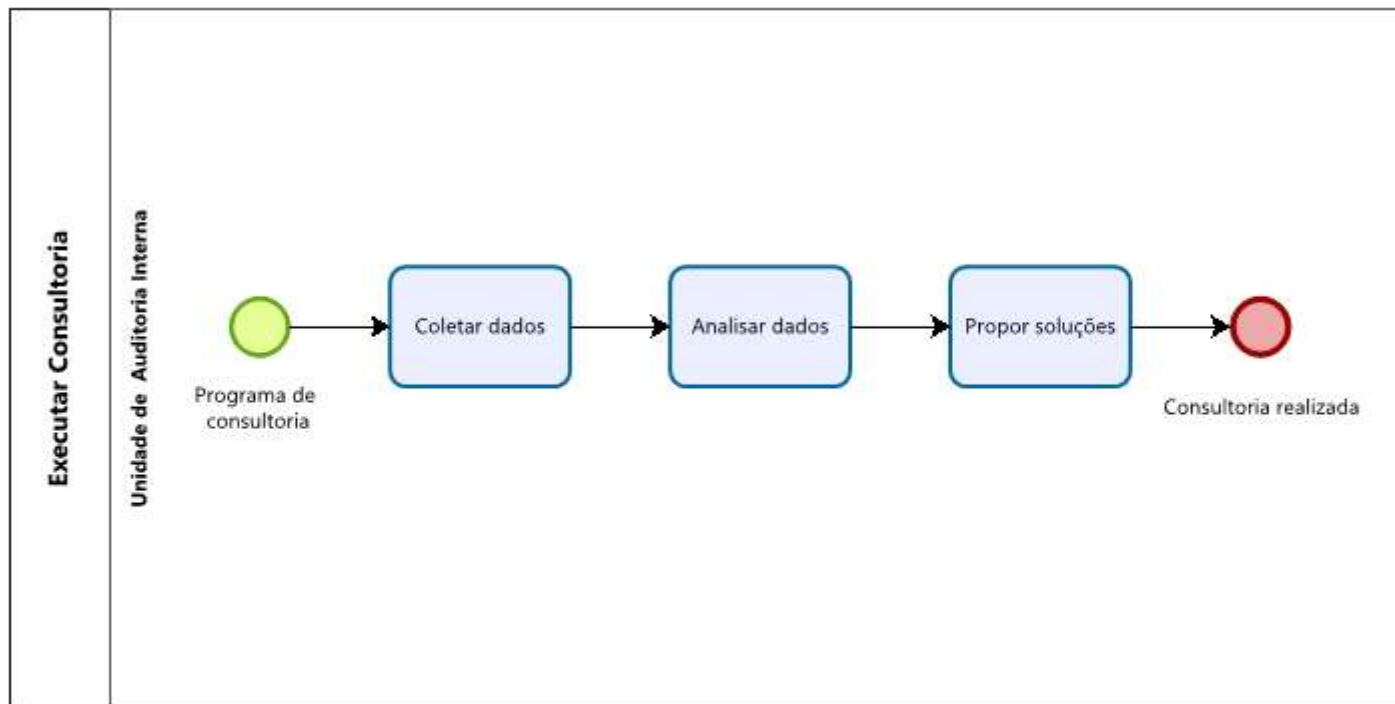 Executar Consultoria
Unidade de Auditoria Interna
Programa de
consultoria
Coletar dados
Analisar dados
Propor soluções
Consultoria realizada